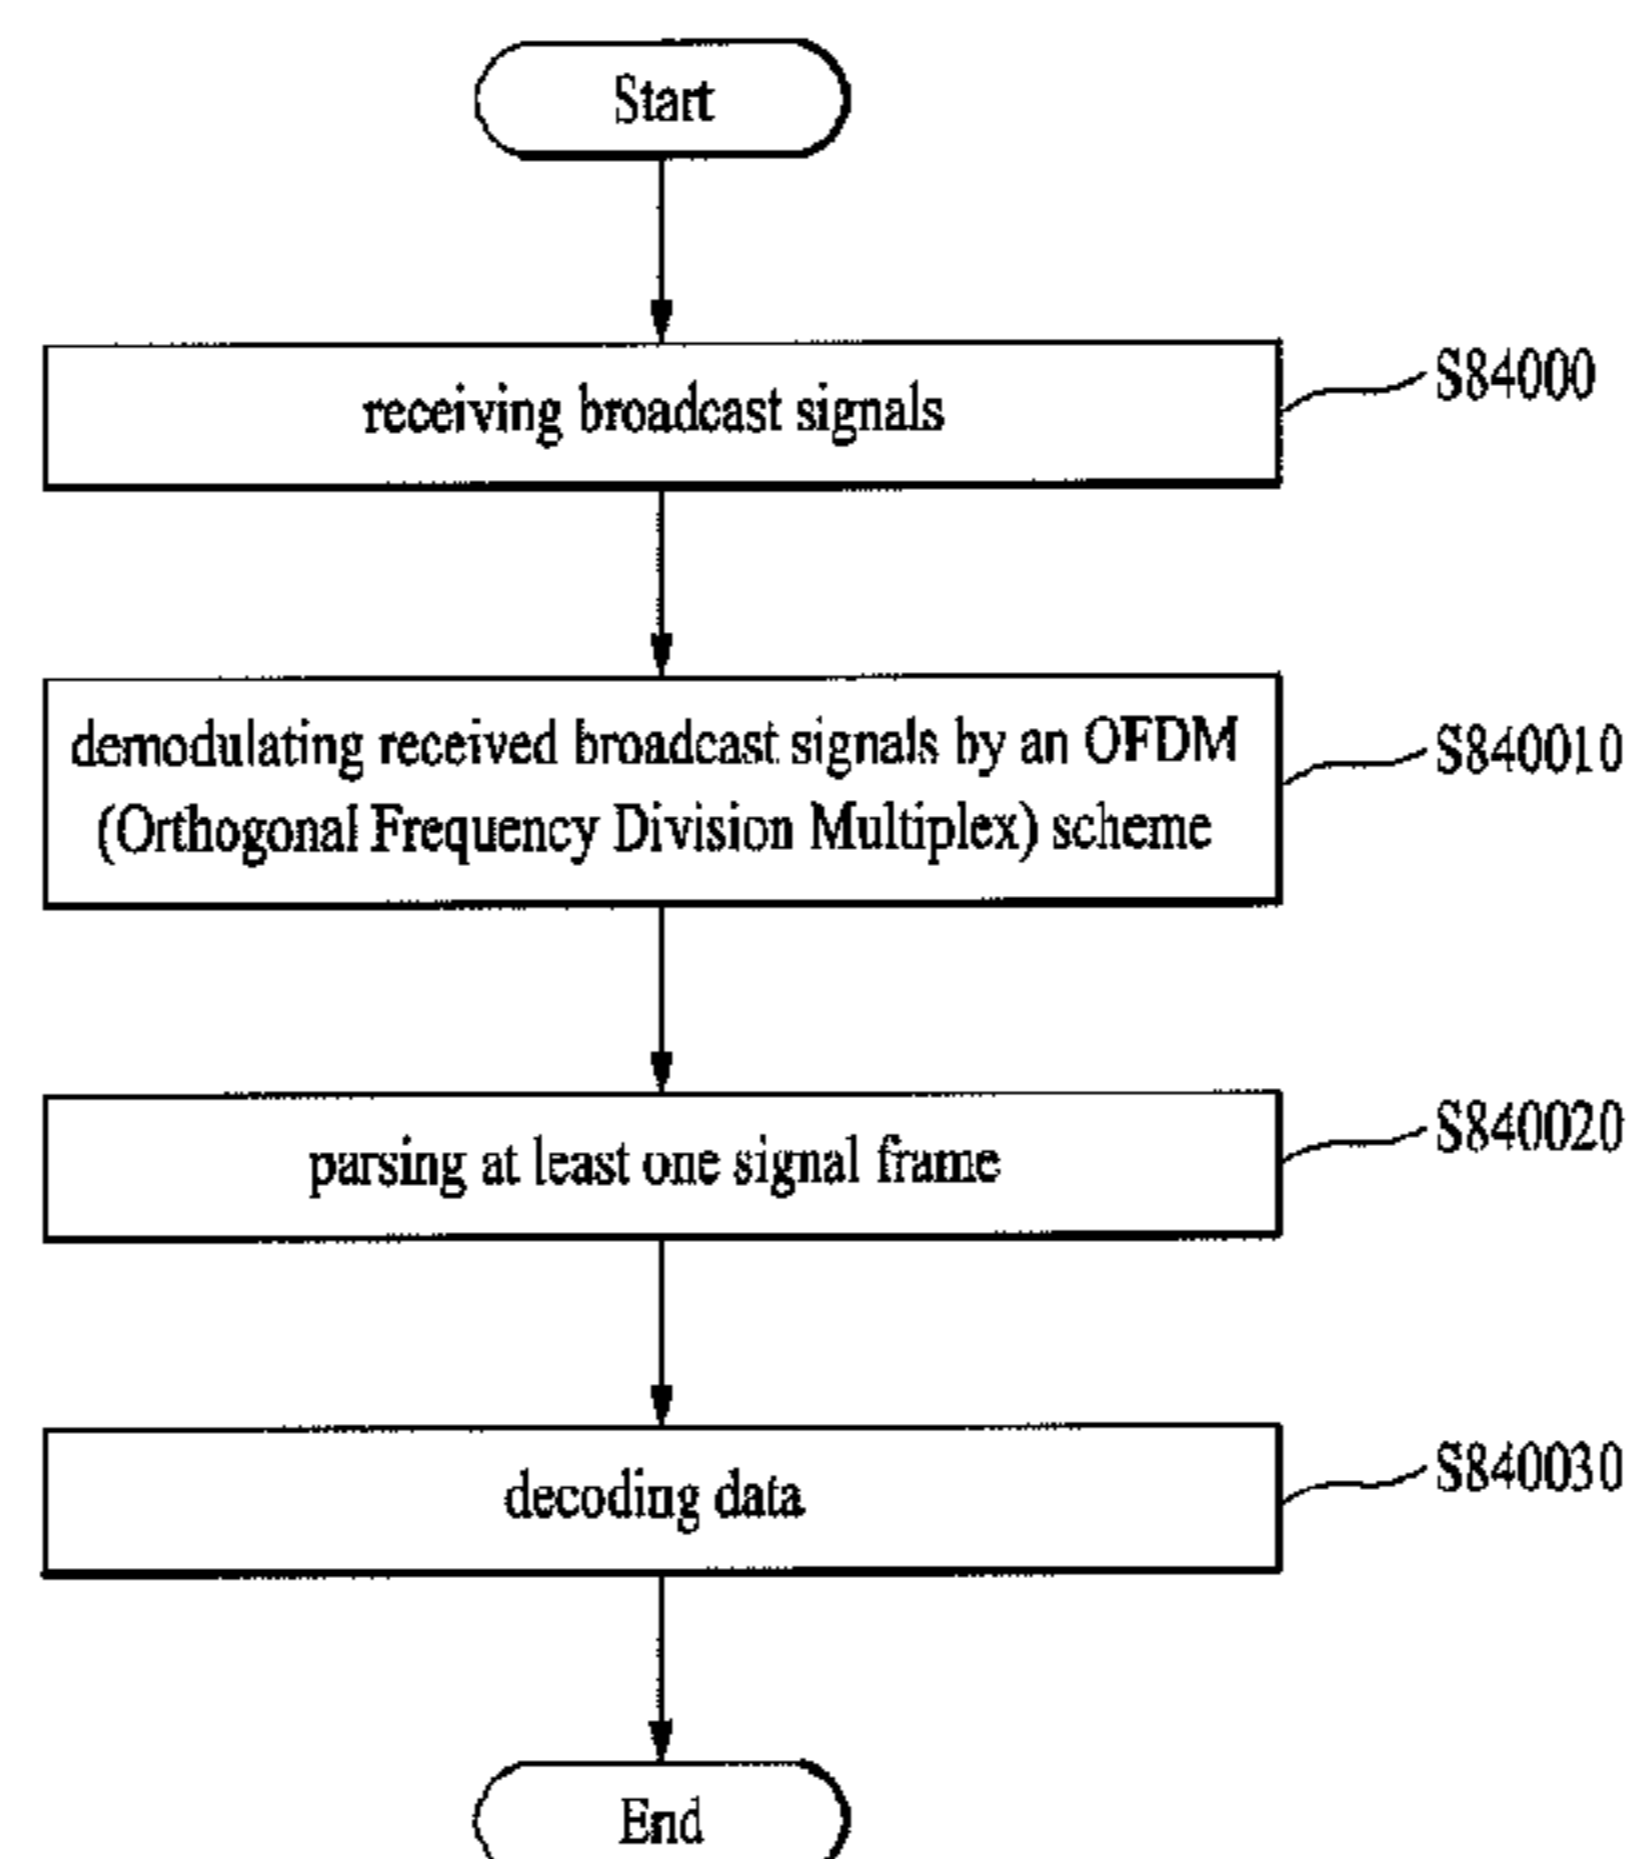 Start
receiving broadcast signals
S84000
demodulating received broadcast signals by an OFDM
(Orthogonal Frequency Division Multiplex) scheme
S840010
parsing at least one signal frame
S840020
decoding data
S840030
End